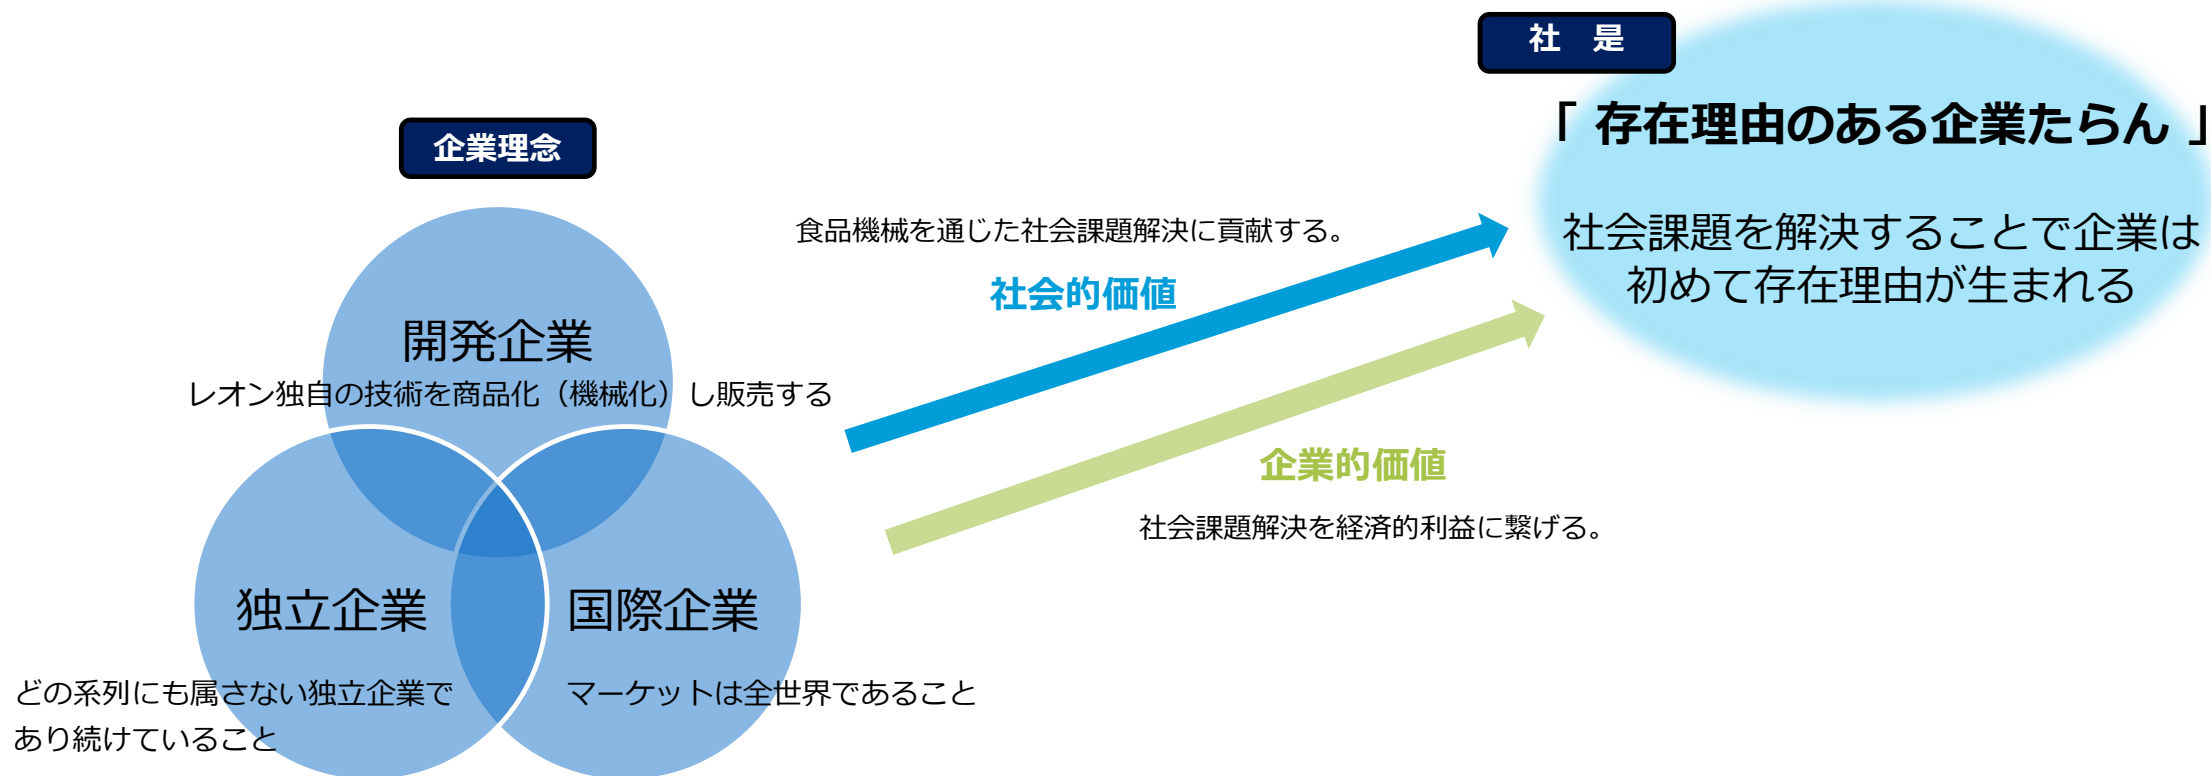 社　是
「 存在理由のある企業たらん 」
社会課題を解決することで企業は
初めて存在理由が生まれる
企業理念
食品機械を通じた社会課題解決に貢献する。
社会的価値
開発企業
レオン独自の技術を商品化（機械化）し販売する
企業的価値
社会課題解決を経済的利益に繋げる。
独立企業
どの系列にも属さない独立企業で
あり続けていること
国際企業
マーケットは全世界であること